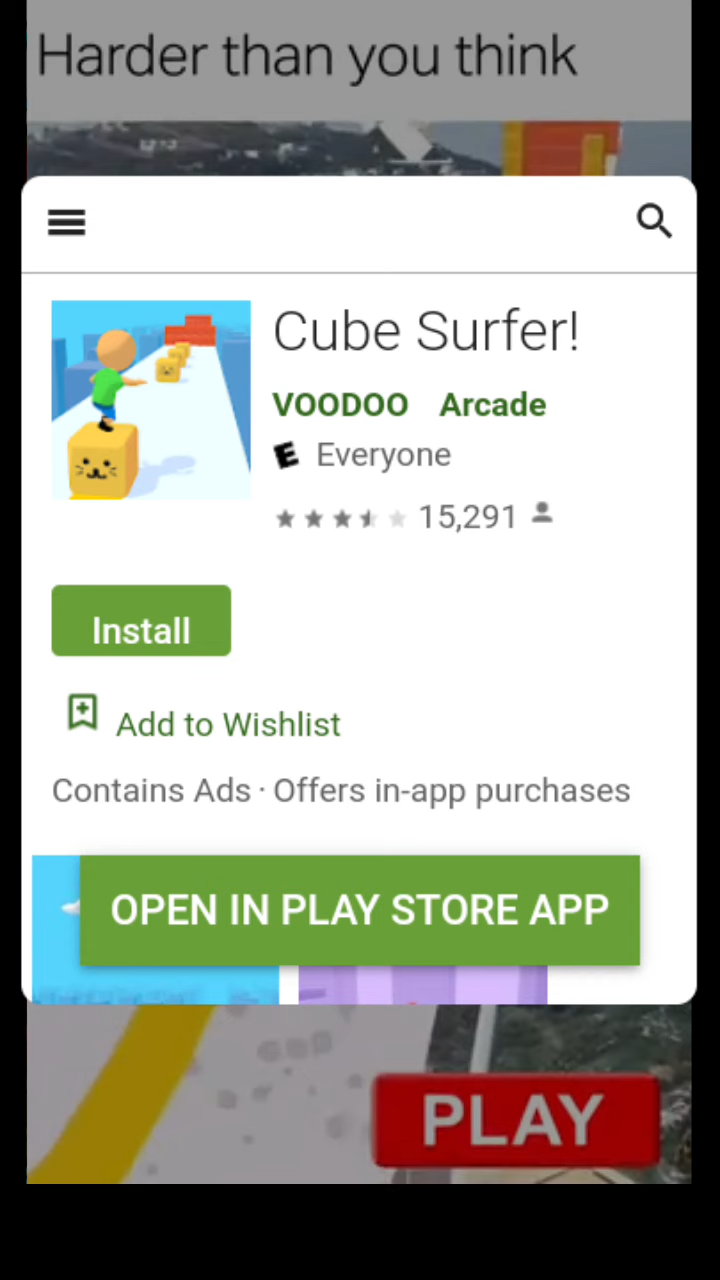 Harder than you think
Cube Surfer!
VOODOO Arcade
E Everyone
15,291
Install
Add to Wishlist
Contains Ads · Offers in-app purchases
OPEN IN PLAY STORE APP
PLAY